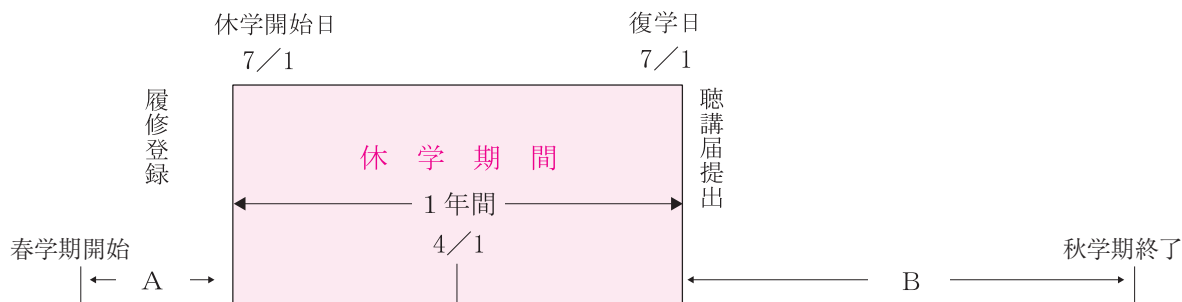 休学開始日
7／1
復学日
7／1
履修登録
聴講届提出
休学期間
1年間
4／1
春学期開始
秋学期終了
A
B